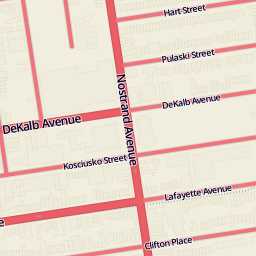 Hart Street
Pulaski Street
DeKalb Avenue
DeKalb Avenue
Nostrand Avenue
Kosciusko Street
Lafayette Avenue
Clifton Place